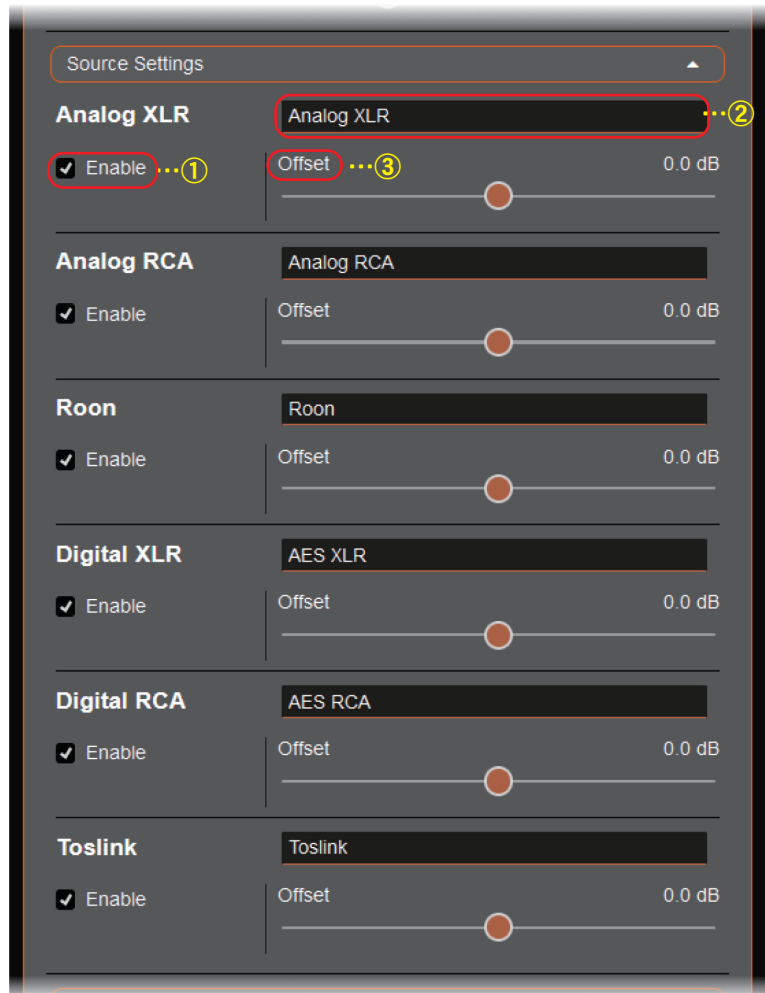 Source Settings
Analog XLR Analog XLR …②
Enable …① Offset …③ 0.0 dB
Analog RCA Analog RCA
Enable Offset 0.0 dB
Roon Roon
Enable Offset 0.0 dB
Digital XLR AES XLR
Enable Offset 0.0 dB
Digital RCA AES RCA
Enable Offset 0.0 dB
Toslink Toslink
Enable Offset 0.0 dB